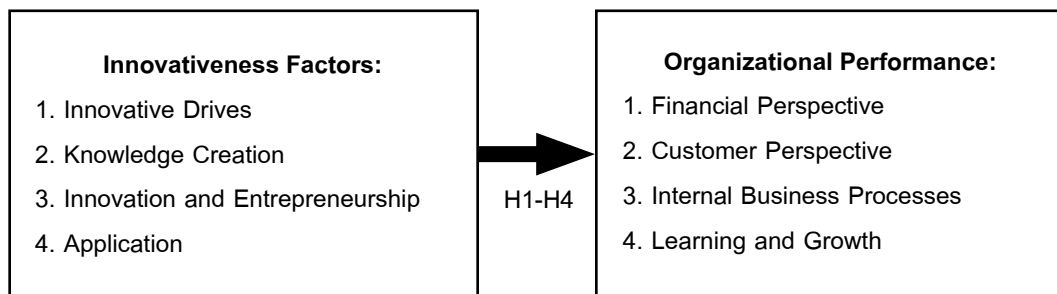 Innovativeness Factors:
1. Innovative Drives
2. Knowledge Creation
3. Innovation and Entrepreneurship
4. Application
H1-H4
Organizational Performance:
1. Financial Perspective
2. Customer Perspective
3. Internal Business Processes
4. Learning and Growth